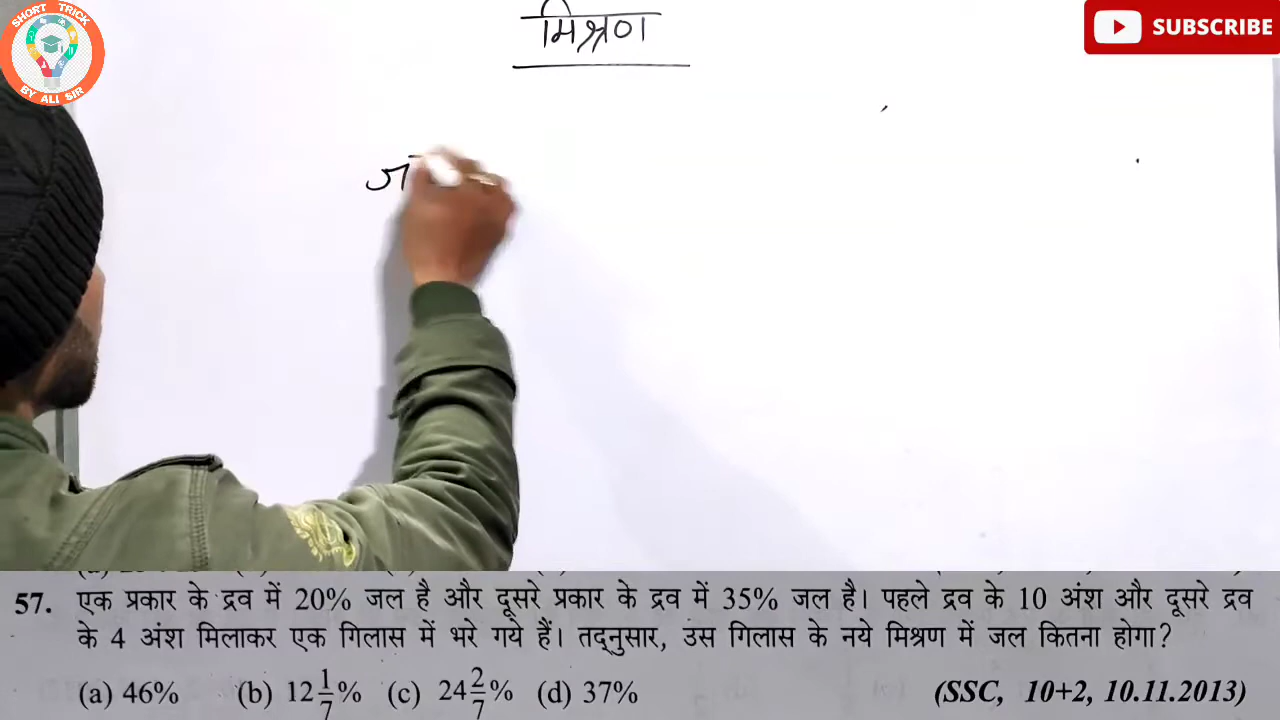 SHORT TRICK
BY ALI SIR
SUBSCRIBE
मिश्रण
57. एक प्रकार के द्रव में 20% जल है और दूसरे प्रकार के द्रव में 35% जल है। पहले द्रव के 10 अंश और दूसरे द्रव
के 4 अंश मिलाकर एक गिलास में भरे गये हैं। तद्नुसार, उस गिलास के नये मिश्रण में जल कितना होगा?
(a) 46% (b) 12 1/7% (c) 24 2/7% (d) 37% (SSC, 10+2, 10.11.2013)